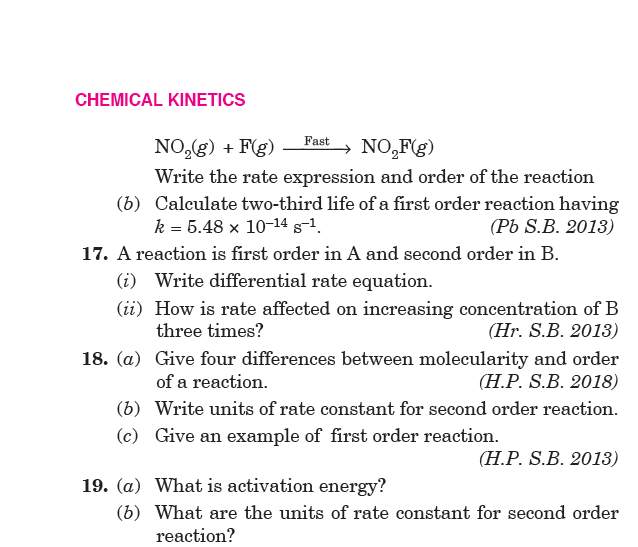 CHEMICAL KINETICS
NO₂(g) + F(g) —Fast→ NO₂F(g)
Write the rate expression and order of the reaction
(b) Calculate two-third life of a first order reaction having
k = 5.48 × 10⁻¹⁴ s⁻¹. (Pb S.B. 2013)
17. A reaction is first order in A and second order in B.
(i) Write differential rate equation.
(ii) How is rate affected on increasing concentration of B
three times? (Hr. S.B. 2013)
18. (a) Give four differences between molecularity and order
of a reaction. (H.P. S.B. 2018)
(b) Write units of rate constant for second order reaction.
(c) Give an example of first order reaction.
(H.P. S.B. 2013)
19. (a) What is activation energy?
(b) What are the units of rate constant for second order
reaction?